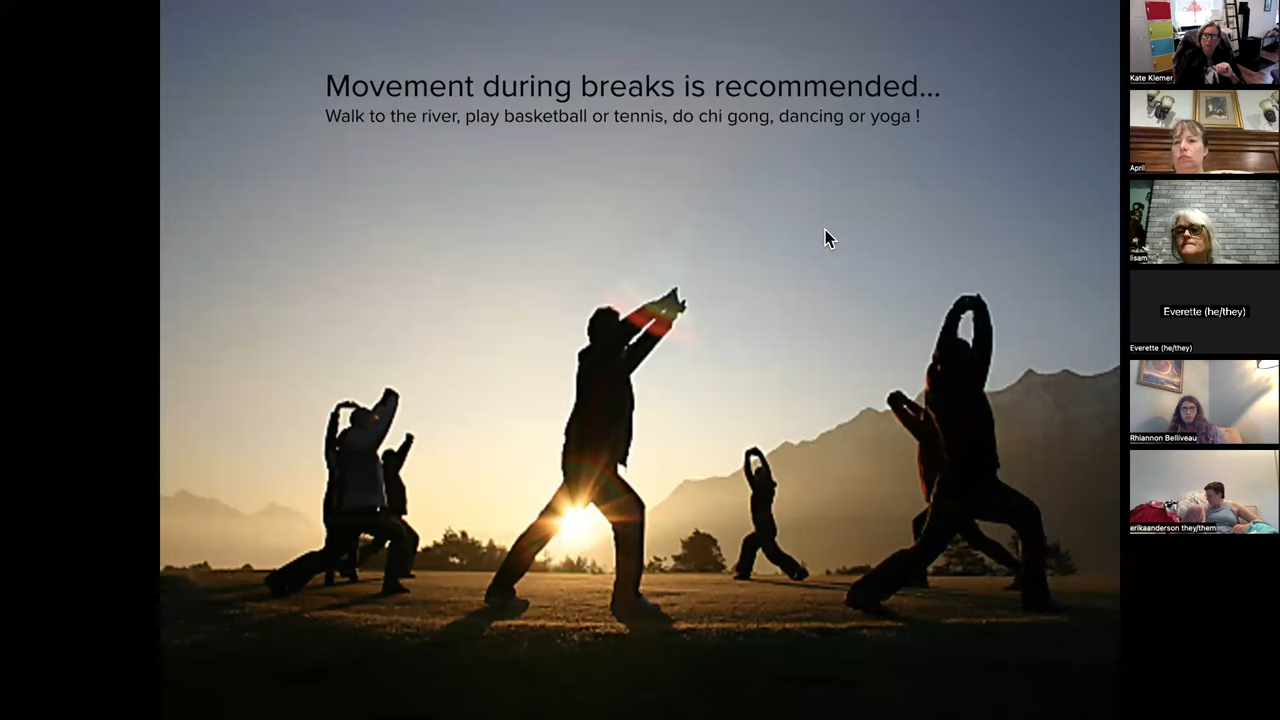 Movement during breaks is recommended...
Walk to the river, play basketball or tennis, do chi gong, dancing or yoga !
Kate Klemer
April
lisam
Everette (he/they)
Everette (he/they)
Rhiannon Belliveau
erikaanderson they/them